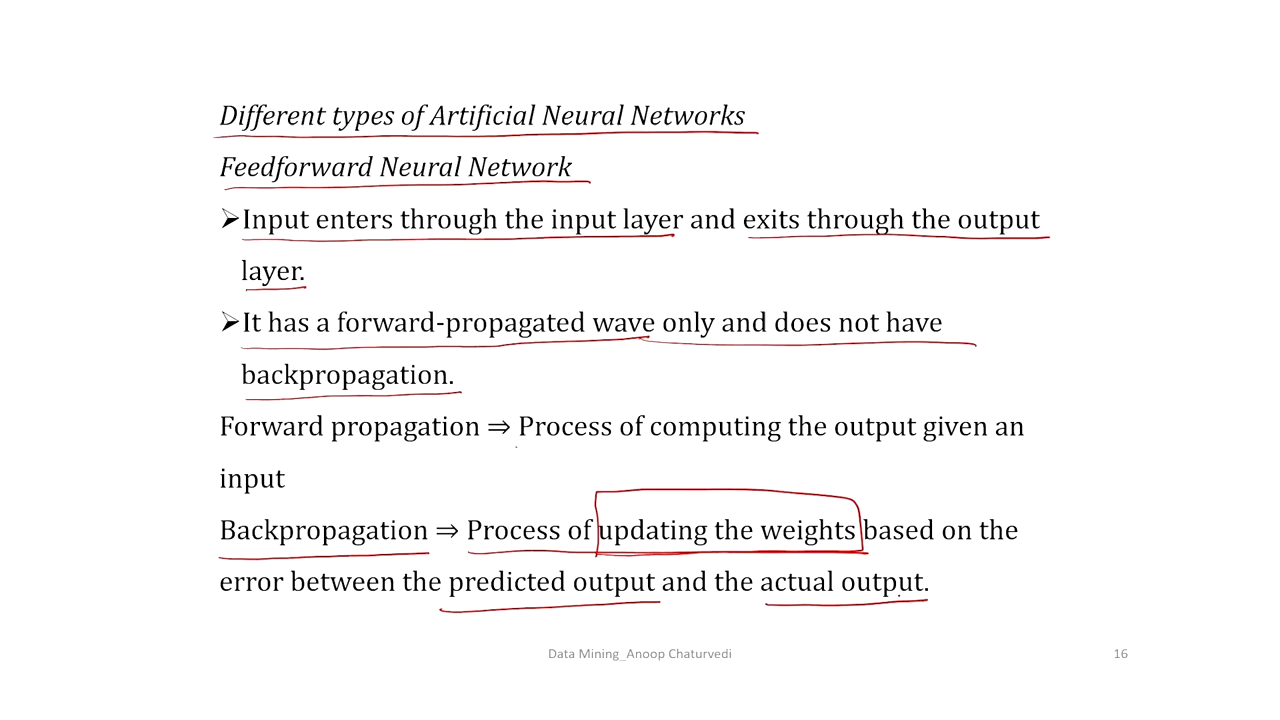 Different types of Artificial Neural Networks
Feedforward Neural Network
➢Input enters through the input layer and exits through the output
layer.
➢It has a forward-propagated wave only and does not have
backpropagation.
Forward propagation ⇒ Process of computing the output given an
input
Backpropagation ⇒ Process of updating the weights based on the
error between the predicted output and the actual output.
Data Mining_Anoop Chaturvedi
16